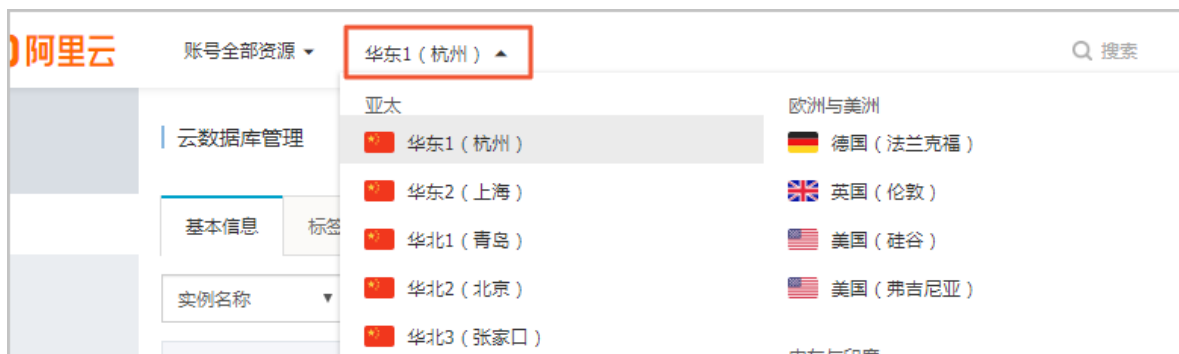 阿里云
账号全部资源
华东1（杭州）
搜索
云数据库管理
基本信息
标签
实例名称
亚太
华东1（杭州）
华东2（上海）
华北1（青岛）
华北2（北京）
华北3（张家口）
欧洲与美洲
德国（法兰克福）
英国（伦敦）
美国（硅谷）
美国（弗吉尼亚）